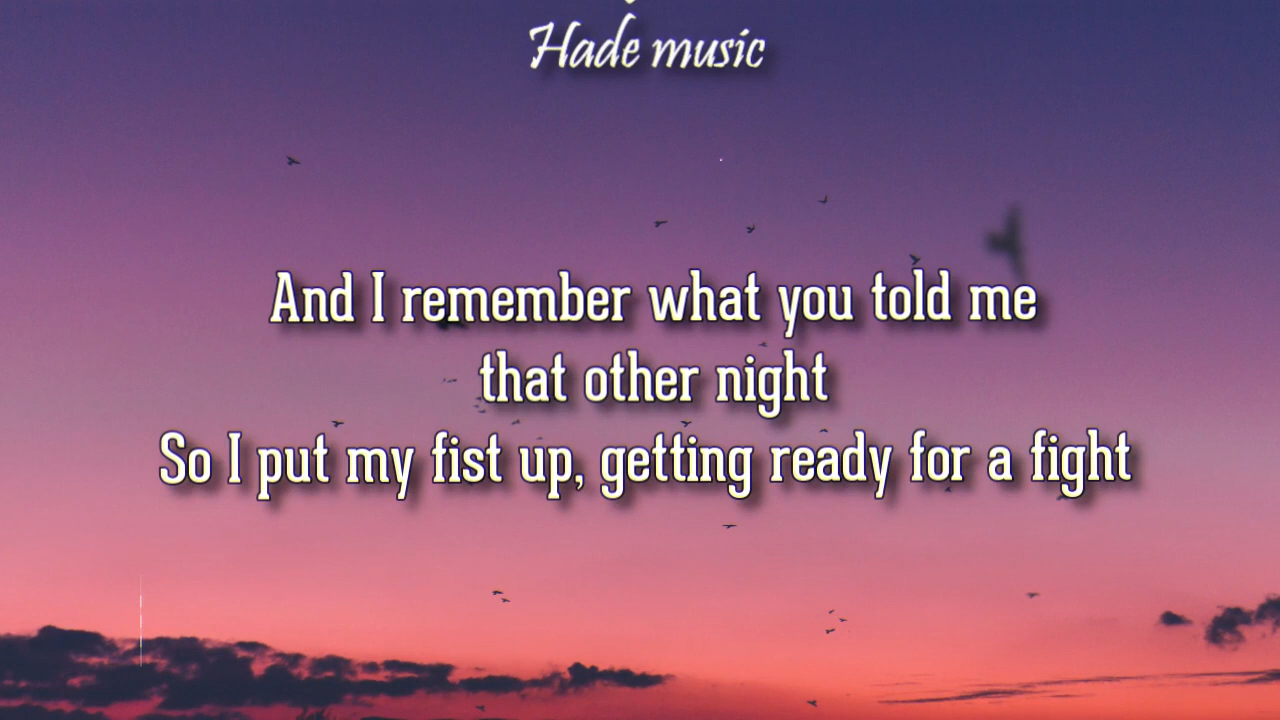 Hade music
And I remember what you told me
that other night
So I put my fist up, getting ready for a fight